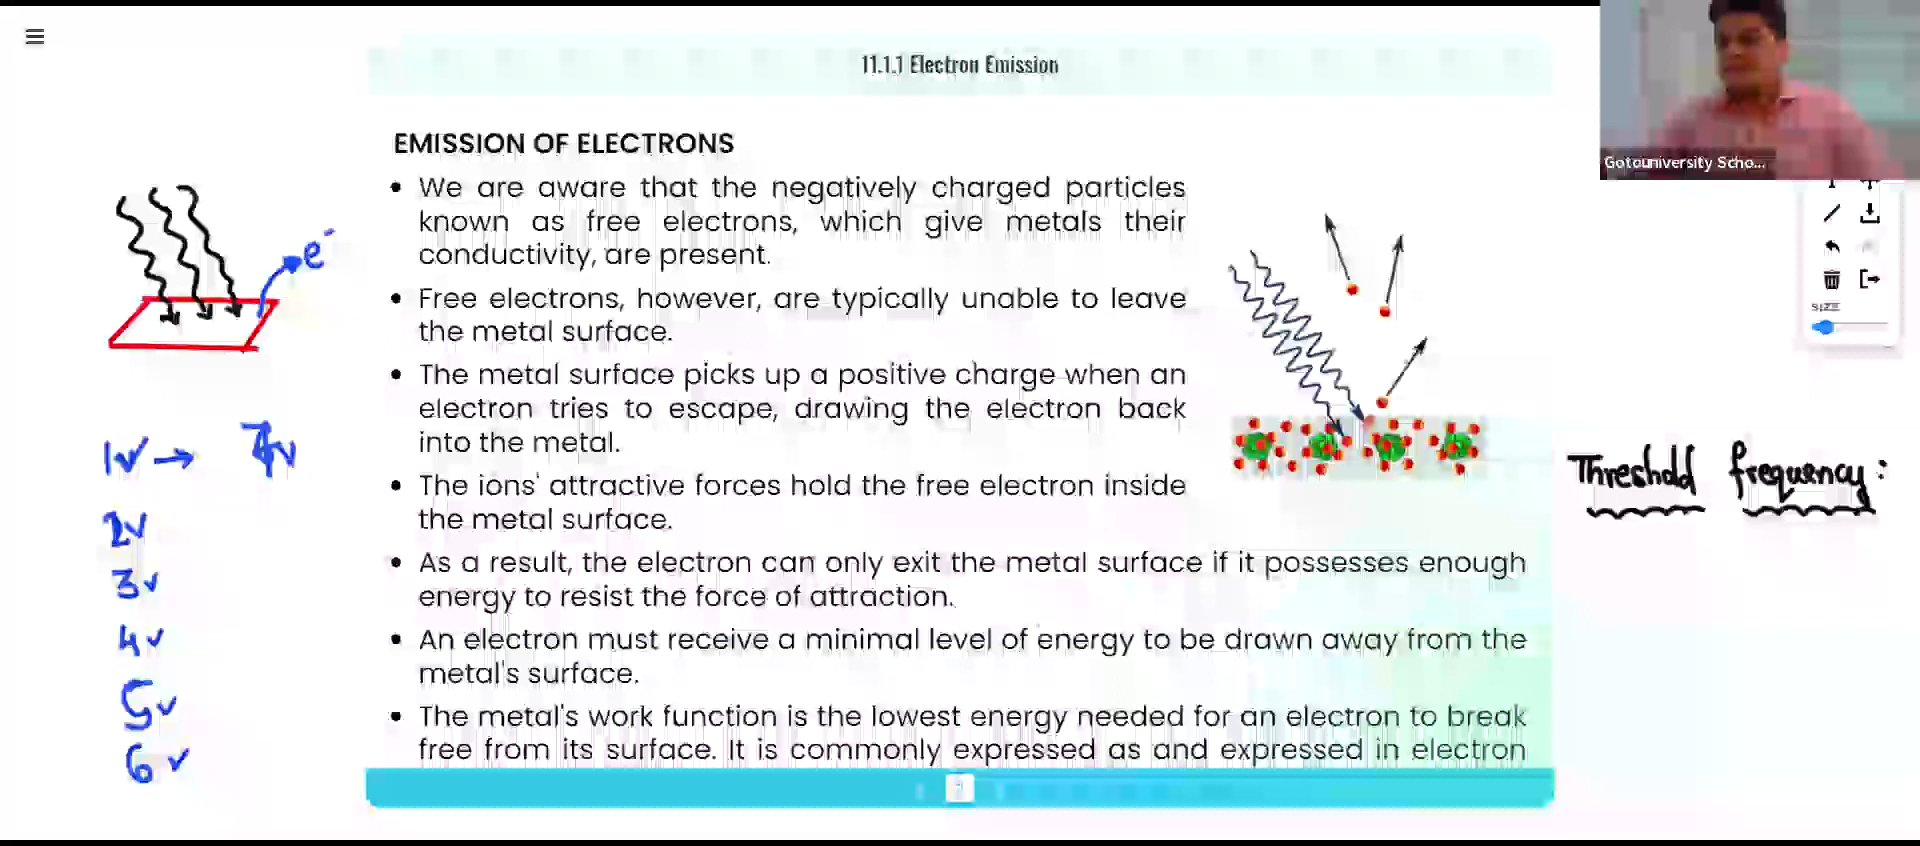 11.1.1 Electron Emission
Gotouniversity Scho...
EMISSION OF ELECTRONS
• We are aware that the negatively charged particles
known as free electrons, which give metals their
conductivity, are present.
• Free electrons, however, are typically unable to leave
the metal surface.
• The metal surface picks up a positive charge when an
electron tries to escape, drawing the electron back
into the metal.
• The ions' attractive forces hold the free electron inside
the metal surface.
• As a result, the electron can only exit the metal surface if it possesses enough
energy to resist the force of attraction.
• An electron must receive a minimal level of energy to be drawn away from the
metal's surface.
• The metal's work function is the lowest energy needed for an electron to break
free from its surface. It is commonly expressed as and expressed in electron
e⁻
1v →
2v
3v
4v
5v
6v
Threshold frequency:
SIZE